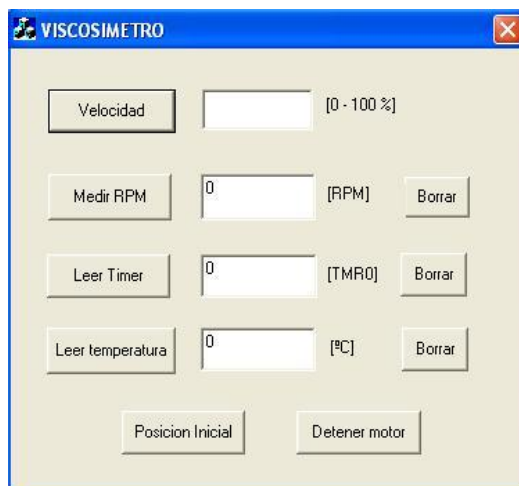 VISCOSIMETRO
Velocidad [0 - 100 %]
Medir RPM 0 [RPM] Borrar
Leer Timer 0 [TMR0] Borrar
Leer temperatura 0 [ºC] Borrar
Posicion Inicial Detener motor